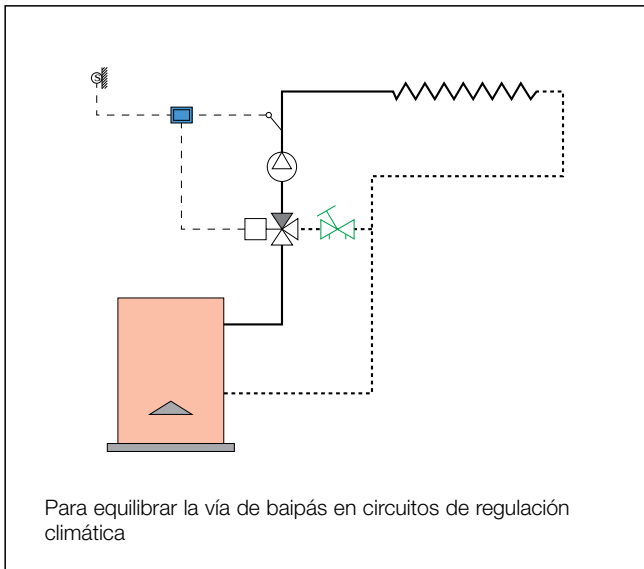 S
Para equilibrar la vía de baipás en circuitos de regulación
climática